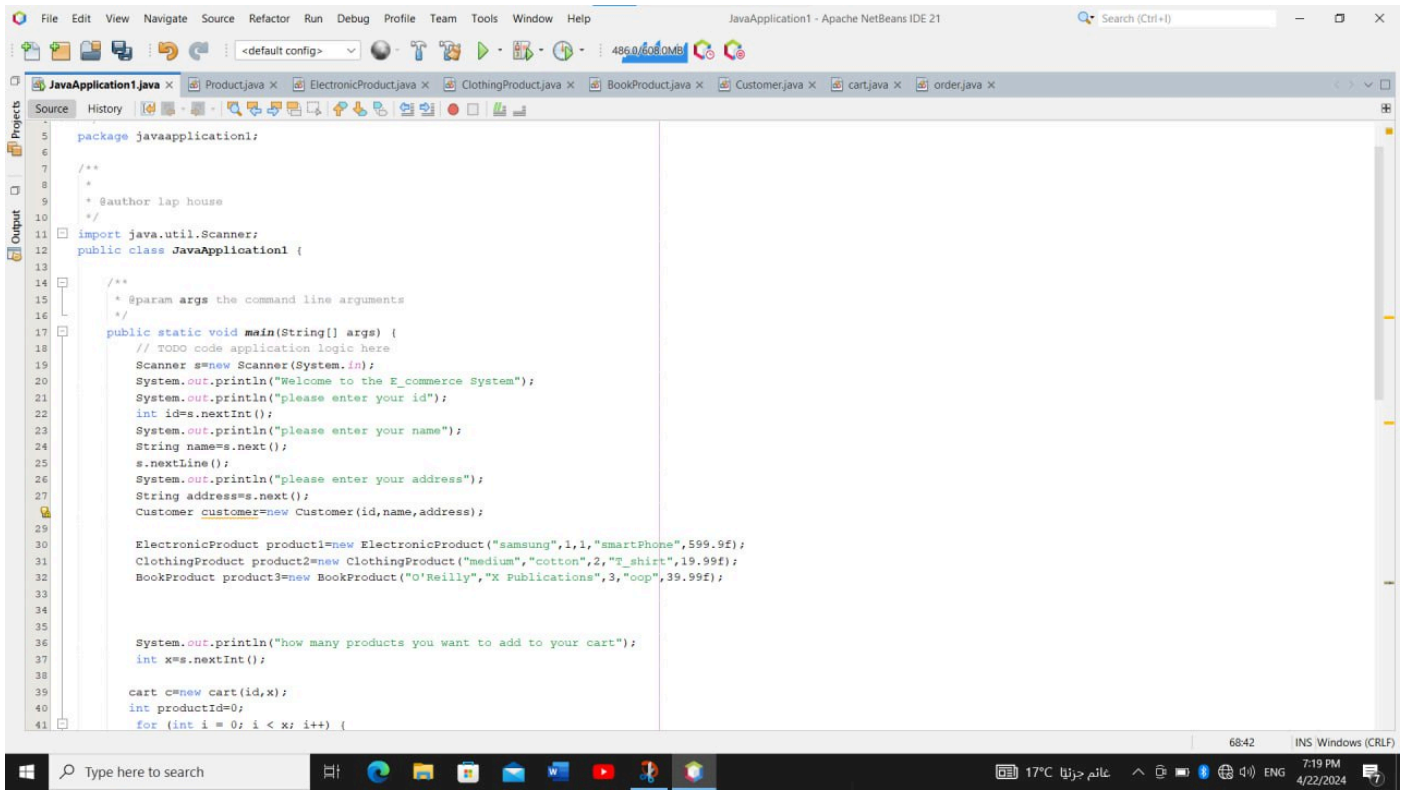 File Edit View Navigate Source Refactor Run Debug Profile Team Tools Window Help JavaApplication1 - Apache NetBeans IDE 21 Search (Ctrl+I)
<default config> 486.0/608.0MB
JavaApplication1.java Product.java ElectronicProduct.java ClothingProduct.java BookProduct.java Customer.java cart.java order.java
Source History
Projects
Output
5 package javaapplication1;
6
7 /**
8 *
9 * @author lap house
10 */
11 import java.util.Scanner;
12 public class JavaApplication1 {
13
14 /**
15 * @param args the command line arguments
16 */
17 public static void main(String[] args) {
18 // TODO code application logic here
19 Scanner s=new Scanner(System.in);
20 System.out.println("Welcome to the E_commerce System");
21 System.out.println("please enter your id");
22 int id=s.nextInt();
23 System.out.println("please enter your name");
24 String name=s.next();
25 s.nextLine();
26 System.out.println("please enter your address");
27 String address=s.next();
Customer customer=new Customer(id,name,address);
29
30 ElectronicProduct product1=new ElectronicProduct("samsung",1,1,"smartPhone",599.9f);
31 ClothingProduct product2=new ClothingProduct("medium","cotton",2,"T_shirt",19.99f);
32 BookProduct product3=new BookProduct("O'Reilly","X Publications",3,"oop",39.99f);
33
34
35
36 System.out.println("how many products you want to add to your cart");
37 int x=s.nextInt();
38
39 cart c=new cart(id,x);
40 int productId=0;
41 for (int i = 0; i < x; i++) {
68:42 INS Windows (CRLF)
Type here to search 17°C غائم جزئيًا ENG 7:19 PM
4/22/2024 7